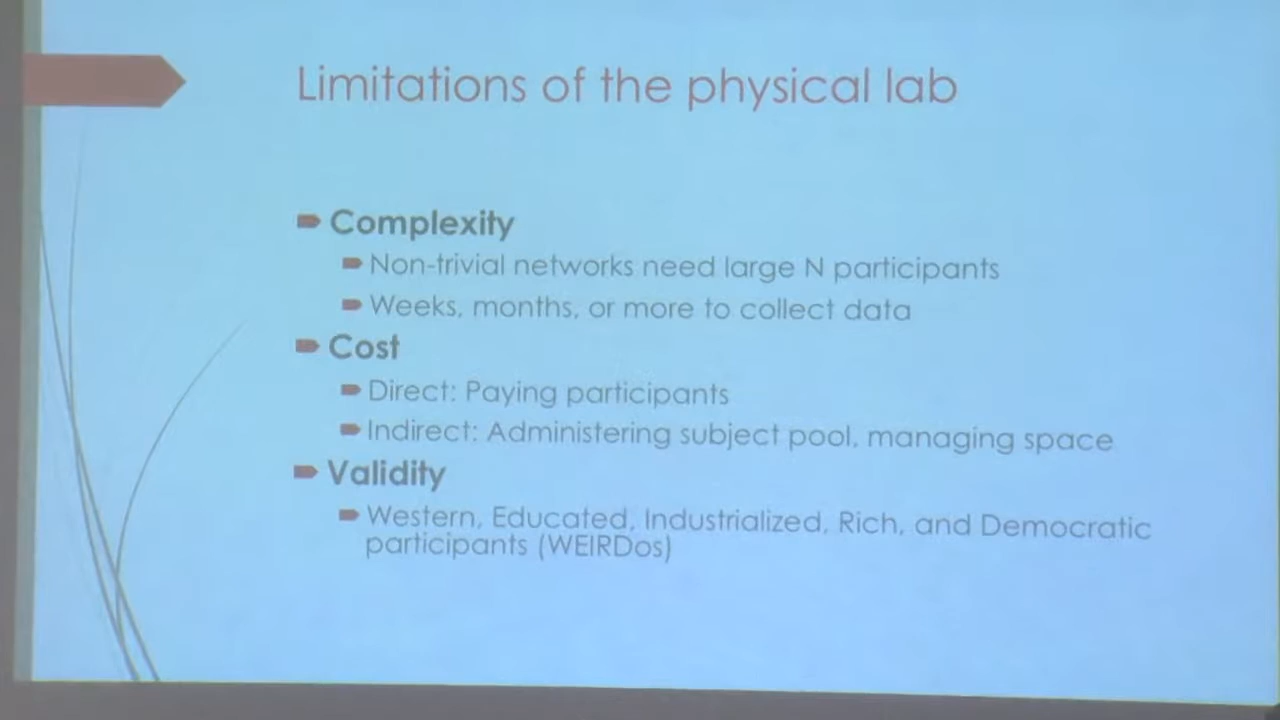 Limitations of the physical lab
Complexity
Non-trivial networks need large N participants
Weeks, months, or more to collect data
Cost
Direct: Paying participants
Indirect: Administering subject pool, managing space
Validity
Western, Educated, Industrialized, Rich, and Democratic
participants (WEIRDos)